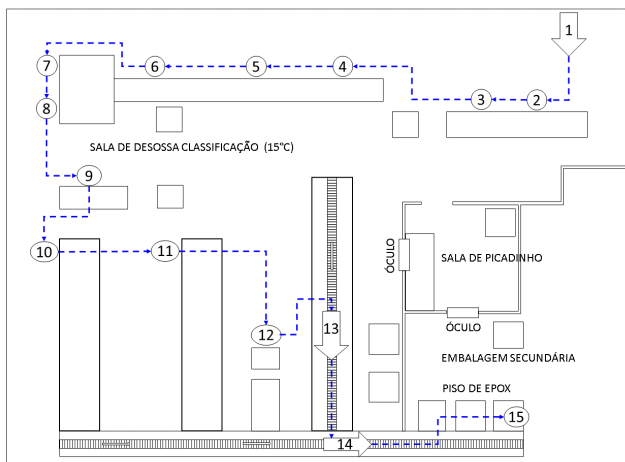 1
7
6
5
4
8
3
2
SALA DE DESOSSA CLASSIFICAÇÃO (15°C)
9
10
11
ÓCULO
SALA DE PICADINHO
12
13
ÓCULO
EMBALAGEM SECUNDÁRIA
PISO DE EPOX
15
14